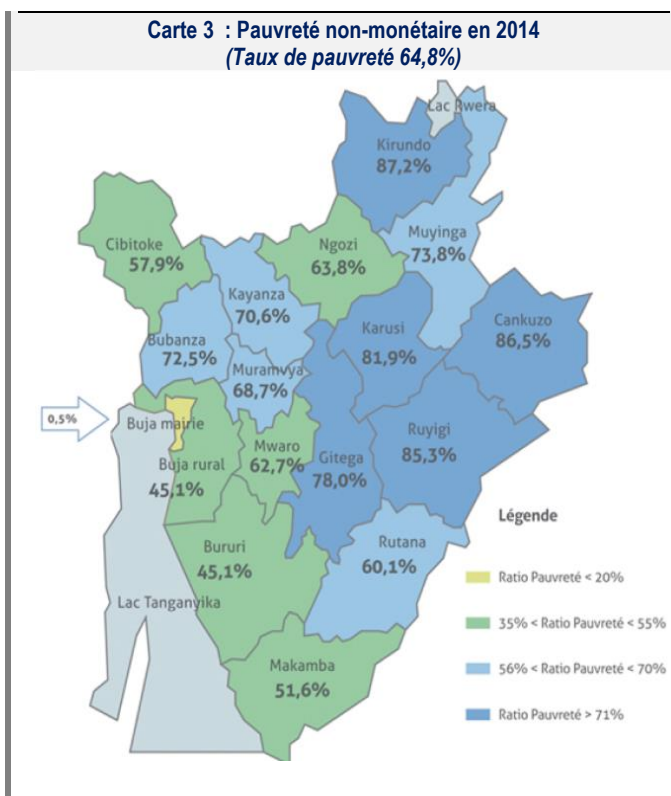 Carte 3 : Pauvreté non-monétaire en 2014
(Taux de pauvreté 64,8%)
Lac Rwera
Kirundo
87,2%
Muyinga
73,8%
Cibitoke
57,9%
Ngozi
63,8%
Kayanza
70,6%
Karusi
81,9%
Cankuzo
86,5%
Bubanza
72,5%
Muramvya
68,7%
0,5%
Buja mairie
Buja rural
45,1%
Mwaro
62,7%
Gitega
78,0%
Ruyigi
85,3%
Bururi
45,1%
Rutana
60,1%
Lac Tanganyika
Makamba
51,6%
Légende
Ratio Pauvreté < 20%
35% < Ratio Pauvreté < 55%
56% < Ratio Pauvreté < 70%
Ratio Pauvreté > 71%